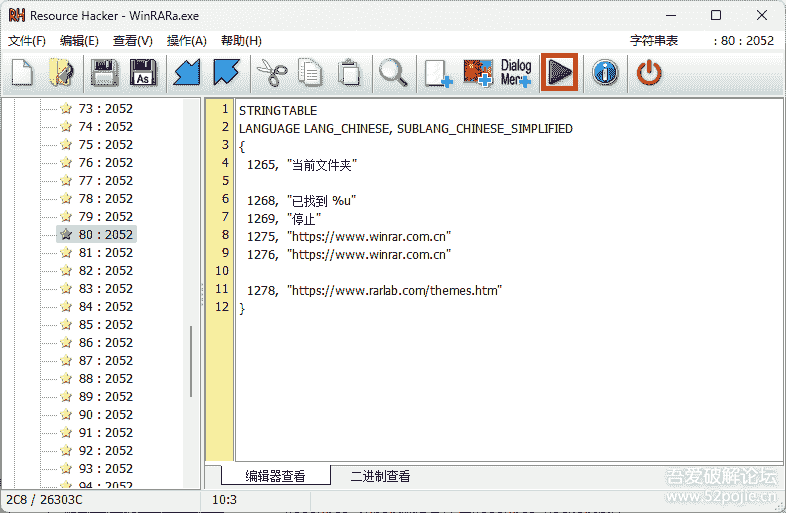 Resource Hacker - WinRARa.exe
文件(F) 编辑(E) 查看(V) 操作(A) 帮助(H) 字符串表 : 80 : 2052
As
Dialog
Men
73 : 2052
74 : 2052
75 : 2052
76 : 2052
77 : 2052
78 : 2052
79 : 2052
80 : 2052
81 : 2052
82 : 2052
83 : 2052
84 : 2052
85 : 2052
86 : 2052
87 : 2052
88 : 2052
89 : 2052
90 : 2052
91 : 2052
92 : 2052
93 : 2052
94 : 2052
1 STRINGTABLE
2 LANGUAGE LANG_CHINESE, SUBLANG_CHINESE_SIMPLIFIED
3 {
4 1265, "当前文件夹"
5
6 1268, "已找到 %u"
7 1269, "停止"
8 1275, "https://www.winrar.com.cn"
9 1276, "https://www.winrar.com.cn"
10
11 1278, "https://www.rarlab.com/themes.htm"
12 }
编辑器查看 二进制查看
2C8 / 26303C 10:3
吾爱破解论坛
www.52pojie.cn